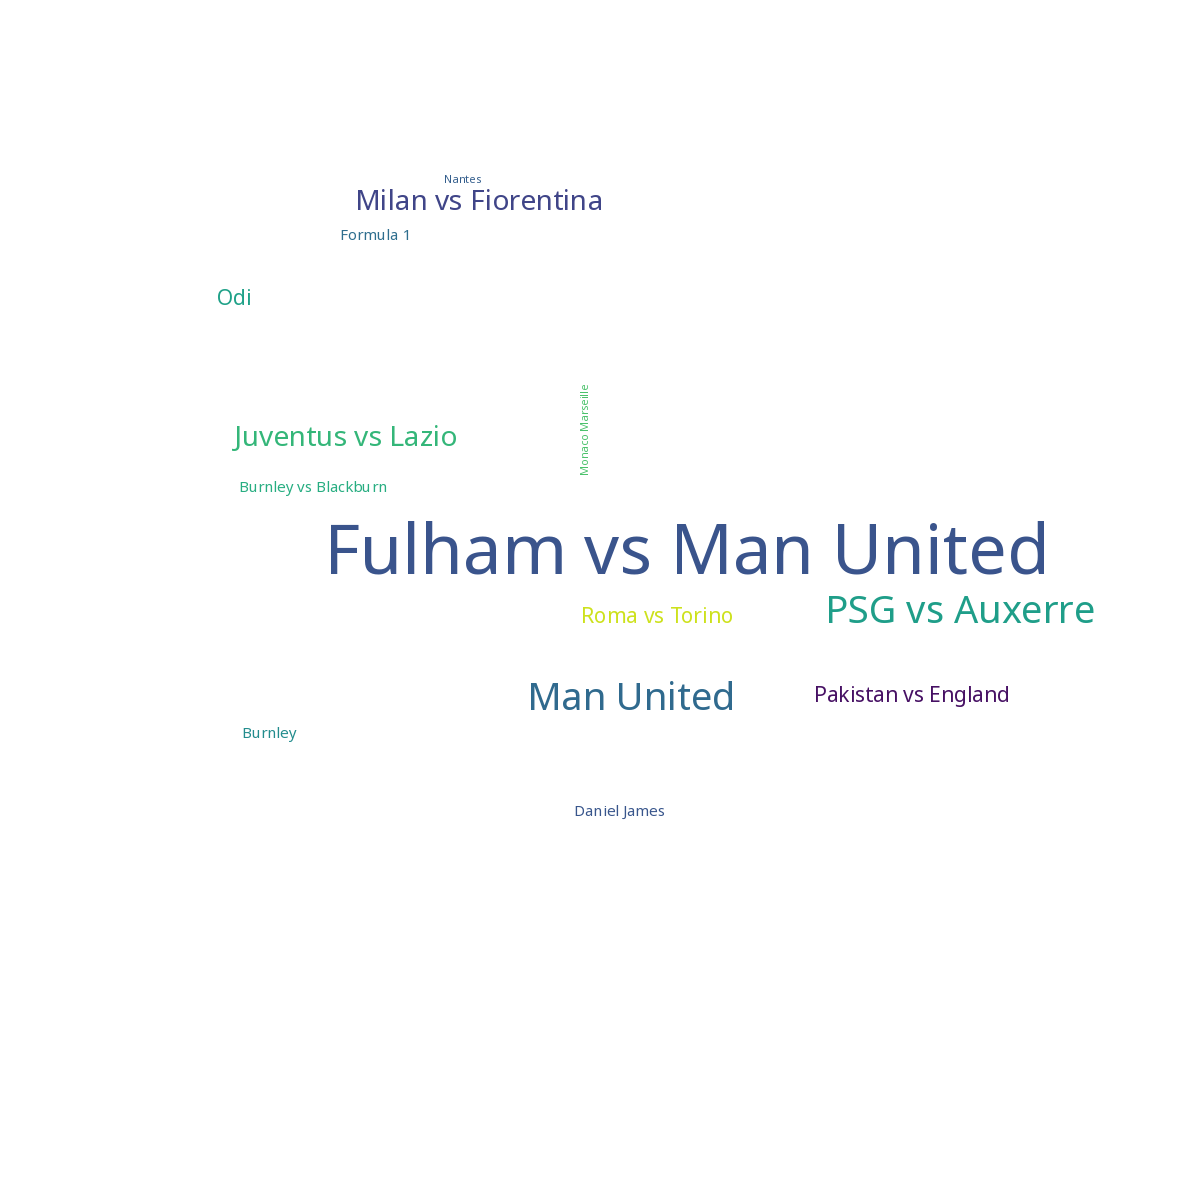 Nantes
Milan vs Fiorentina
Formula 1
Odi
Monaco Marseille
Juventus vs Lazio
Burnley vs Blackburn
Fulham vs Man United
PSG vs Auxerre
Roma vs Torino
Man United
Pakistan vs England
Burnley
Daniel James